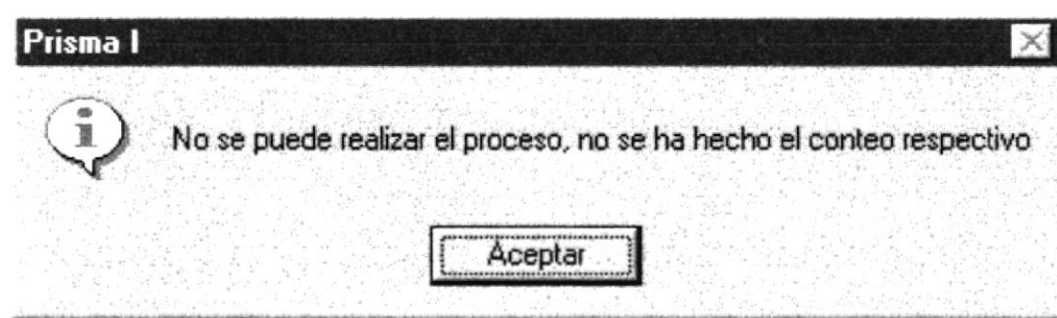 Prisma I
No se puede realizar el proceso, no se ha hecho el conteo respectivo
Aceptar